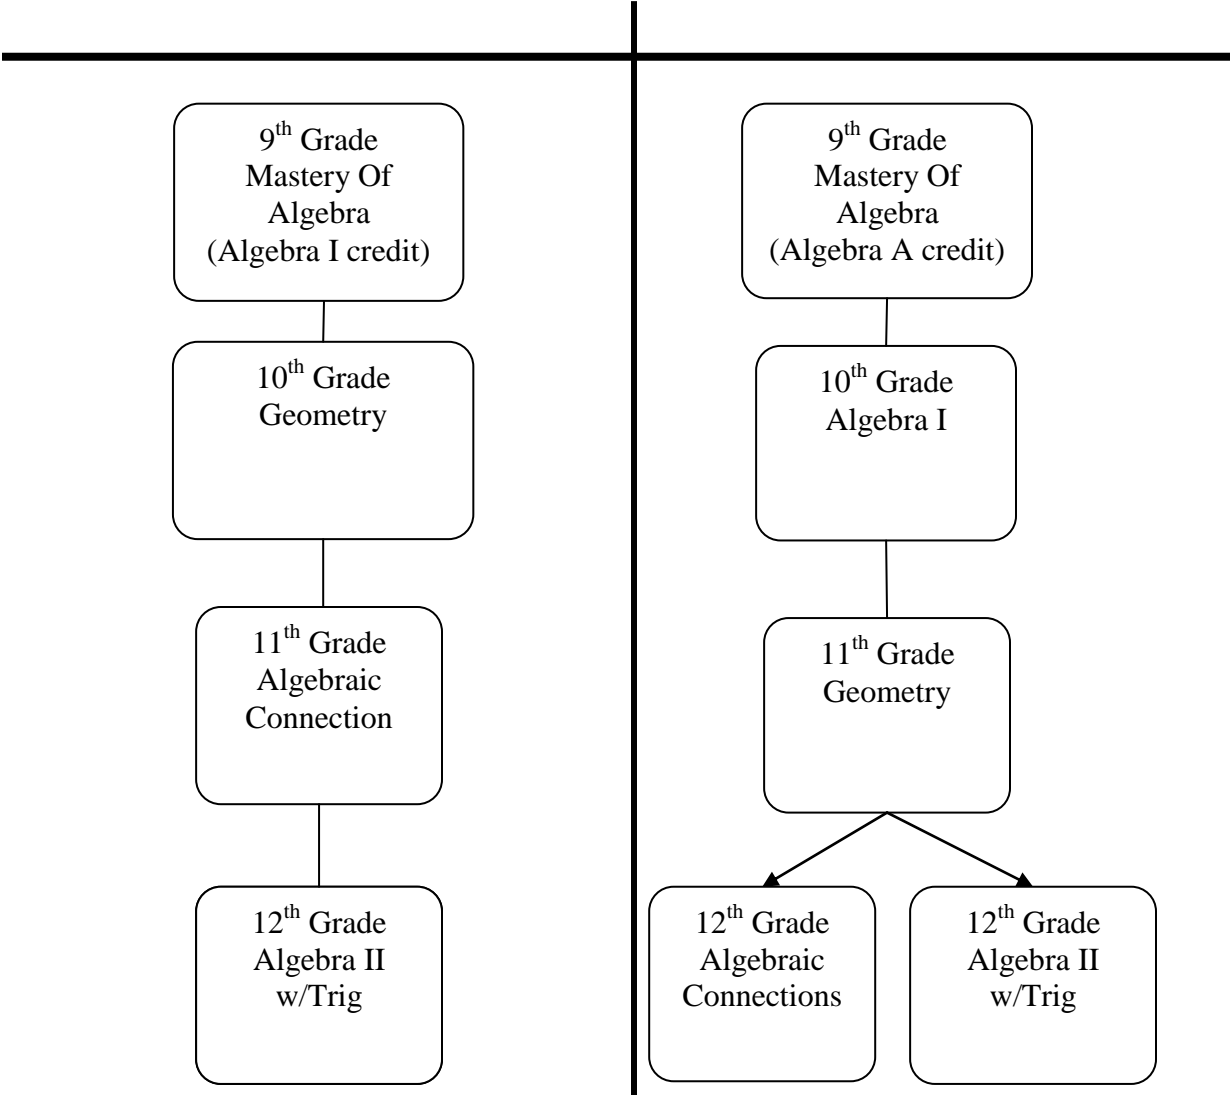 9th Grade
Mastery Of
Algebra
(Algebra I credit)
10th Grade
Geometry
11th Grade
Algebraic
Connection
12th Grade
Algebra II
w/Trig
9th Grade
Mastery Of
Algebra
(Algebra A credit)
10th Grade
Algebra I
11th Grade
Geometry
12th Grade
Algebraic
Connections
12th Grade
Algebra II
w/Trig